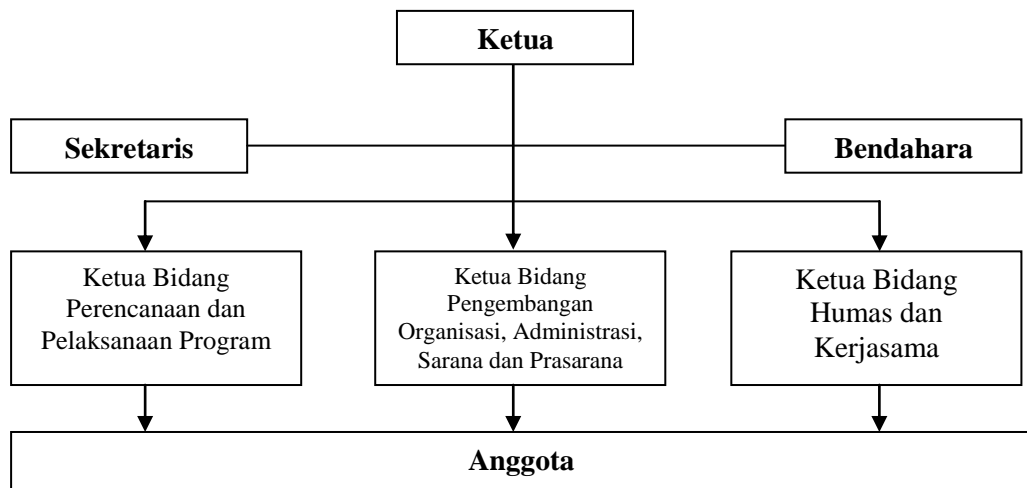 Ketua
Sekretaris
Bendahara
Ketua Bidang
Perencanaan dan
Pelaksanaan Program
Ketua Bidang
Pengembangan
Organisasi, Administrasi,
Sarana dan Prasarana
Ketua Bidang
Humas dan
Kerjasama
Anggota